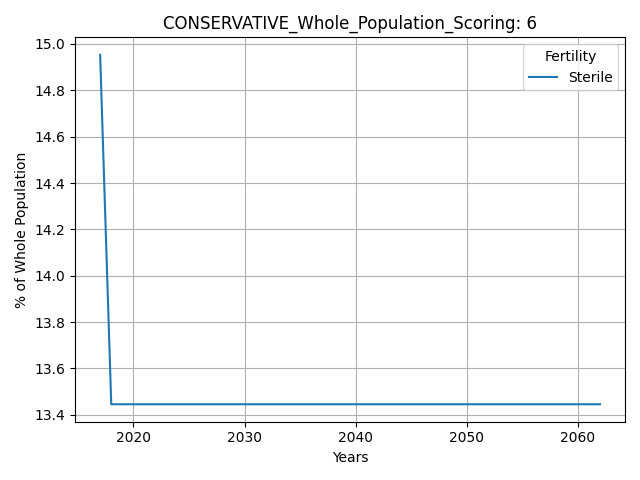 CONSERVATIVE_Whole_Population_Scoring: 6
Fertility
Sterile
% of Whole Population
15.0
14.8
14.6
14.4
14.2
14.0
13.8
13.6
13.4
2020 2030 2040 2050 2060
Years